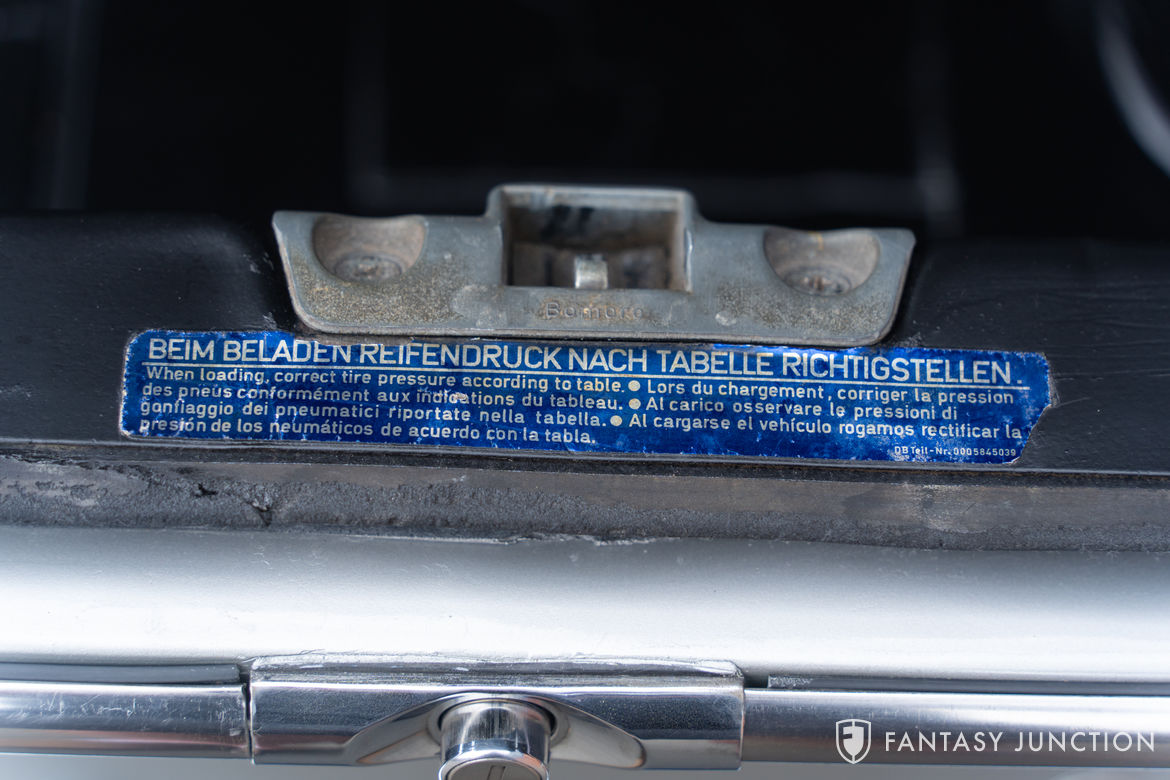 Bomoro
BEIM BELADEN REIFENDRUCK NACH TABELLE RICHTIGSTELLEN.
When loading, correct tire pressure according to table. ● Lors du chargement, corriger la pression
des pneus conformément aux indications du tableau. ● Al carico osservare le pressioni di
gonfiaggio dei pneumatici riportate nella tabella. ● Al cargarse el vehículo rogamos rectificar la
presión de los neumáticos de acuerdo con la tabla.
DB Teil-Nr. 0005845039
FANTASY JUNCTION